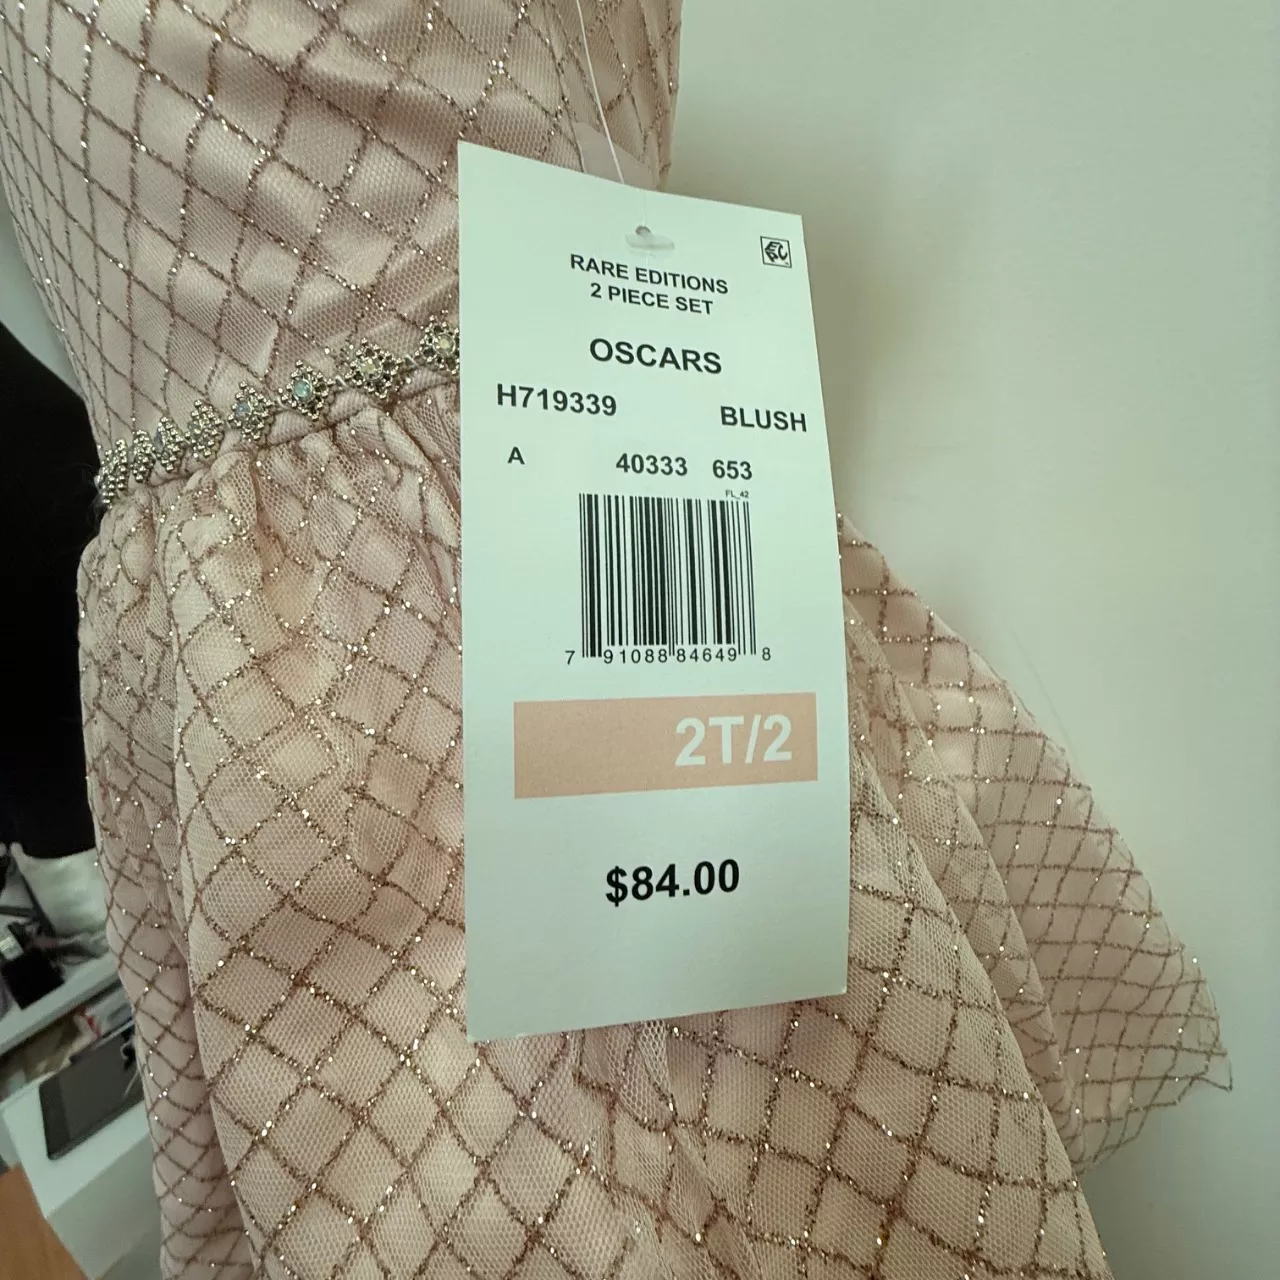 RARE EDITIONS
2 PIECE SET
OSCARS
H719339 BLUSH
A 40333 653
FL_42
7 91088 84649 8
2T/2
$84.00